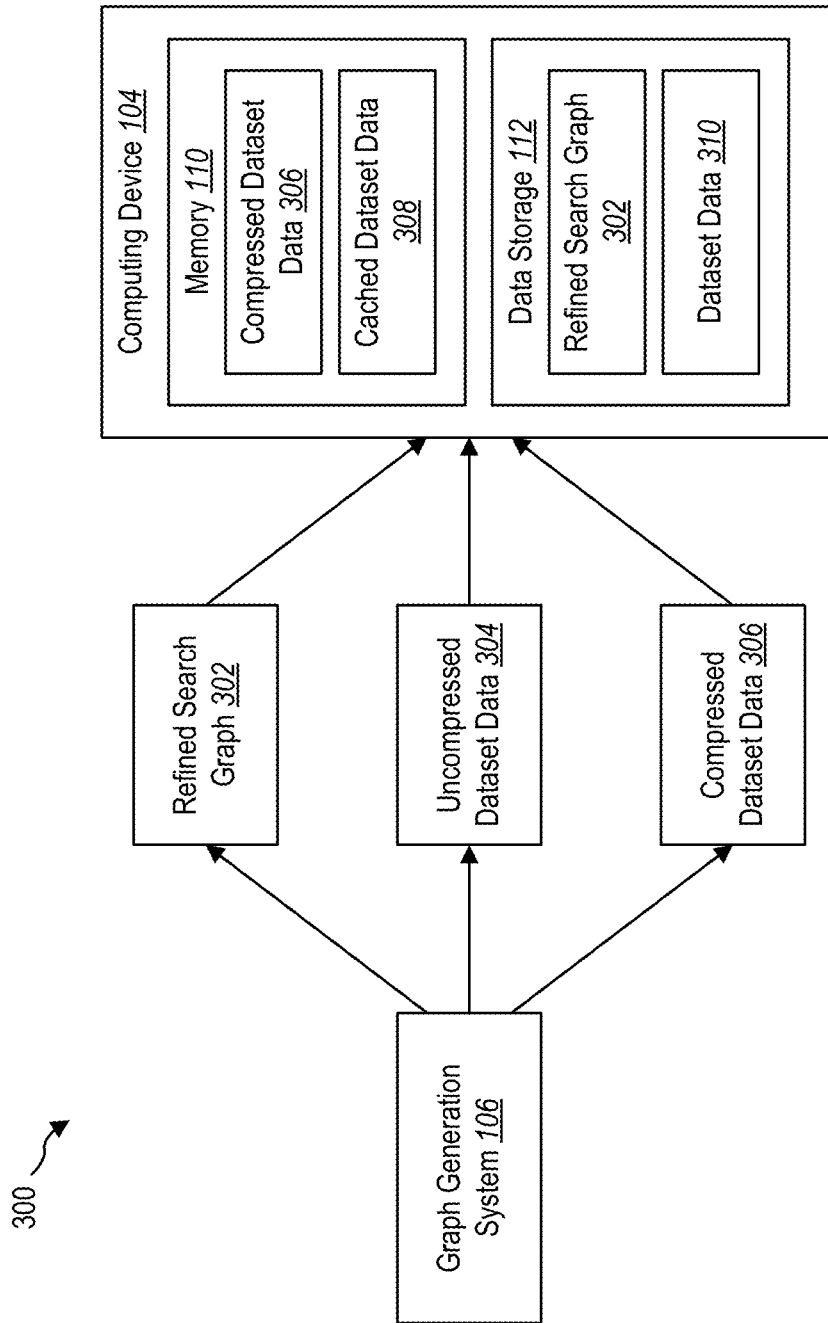 300
Graph Generation
System 106
Refined Search
Graph 302
Uncompressed
Dataset Data 304
Compressed
Dataset Data 306
Computing Device 104
Memory 110
Compressed Dataset
Data 306
Cached Dataset Data
308
Data Storage 112
Refined Search Graph
302
Dataset Data 310